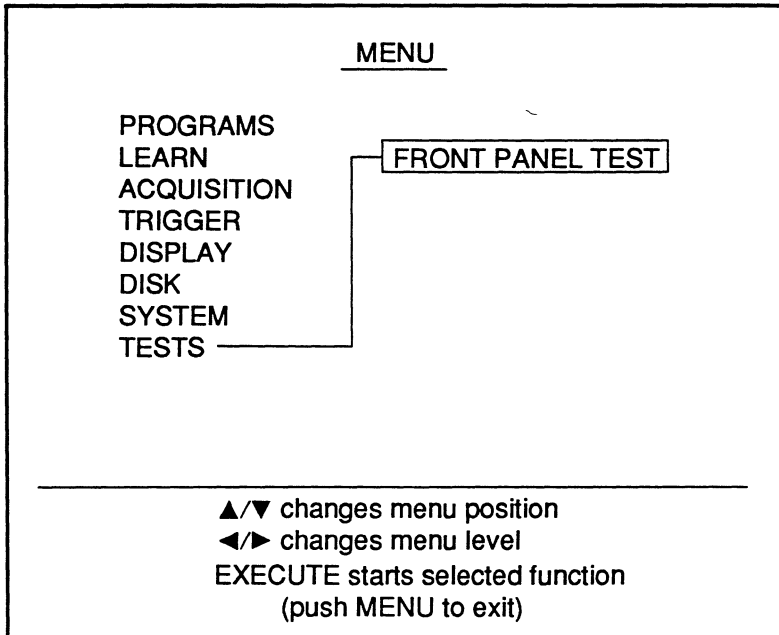 MENU
PROGRAMS
LEARN
FRONT PANEL TEST
ACQUISITION
TRIGGER
DISPLAY
DISK
SYSTEM
TESTS
▲/▼ changes menu position
◄/► changes menu level
EXECUTE starts selected function
(push MENU to exit)